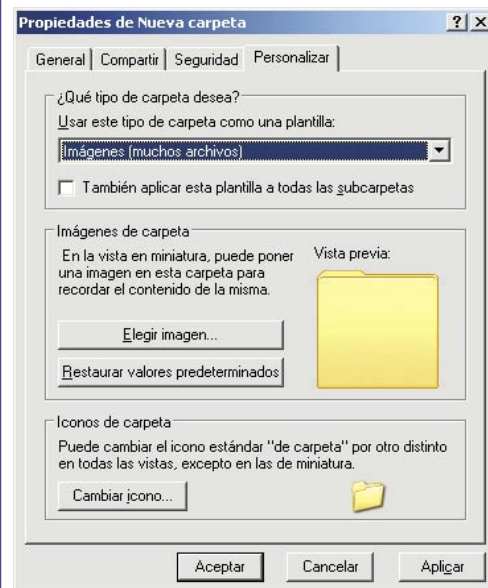 Propiedades de Nueva carpeta
General Compartir Seguridad Personalizar
¿Qué tipo de carpeta desea?
Usar este tipo de carpeta como una plantilla:
Imágenes (muchos archivos)
También aplicar esta plantilla a todas las subcarpetas
Imágenes de carpeta
En la vista en miniatura, puede poner
una imagen en esta carpeta para
recordar el contenido de la misma.
Vista previa:
Elegir imagen...
Restaurar valores predeterminados
Iconos de carpeta
Puede cambiar el icono estándar "de carpeta" por otro distinto
en todas las vistas, excepto en las de miniatura.
Cambiar icono...
Aceptar Cancelar Aplicar